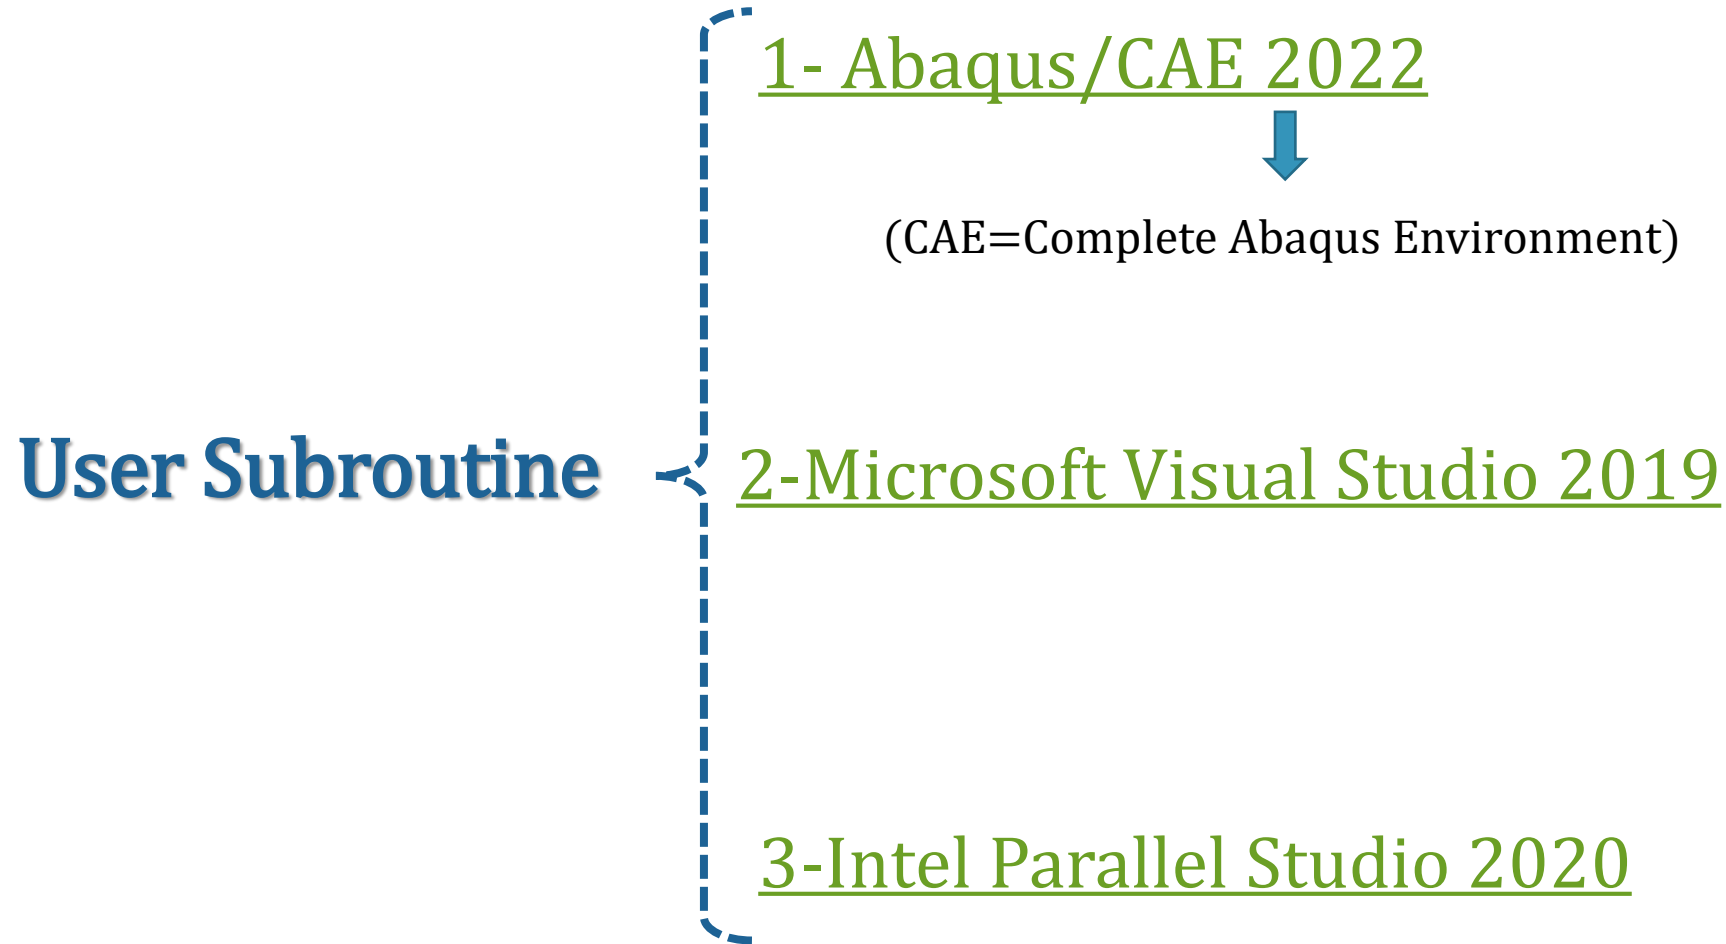 1- Abaqus/CAE 2022
(CAE=Complete Abaqus Environment)
User Subroutine
2-Microsoft Visual Studio 2019
3-Intel Parallel Studio 2020